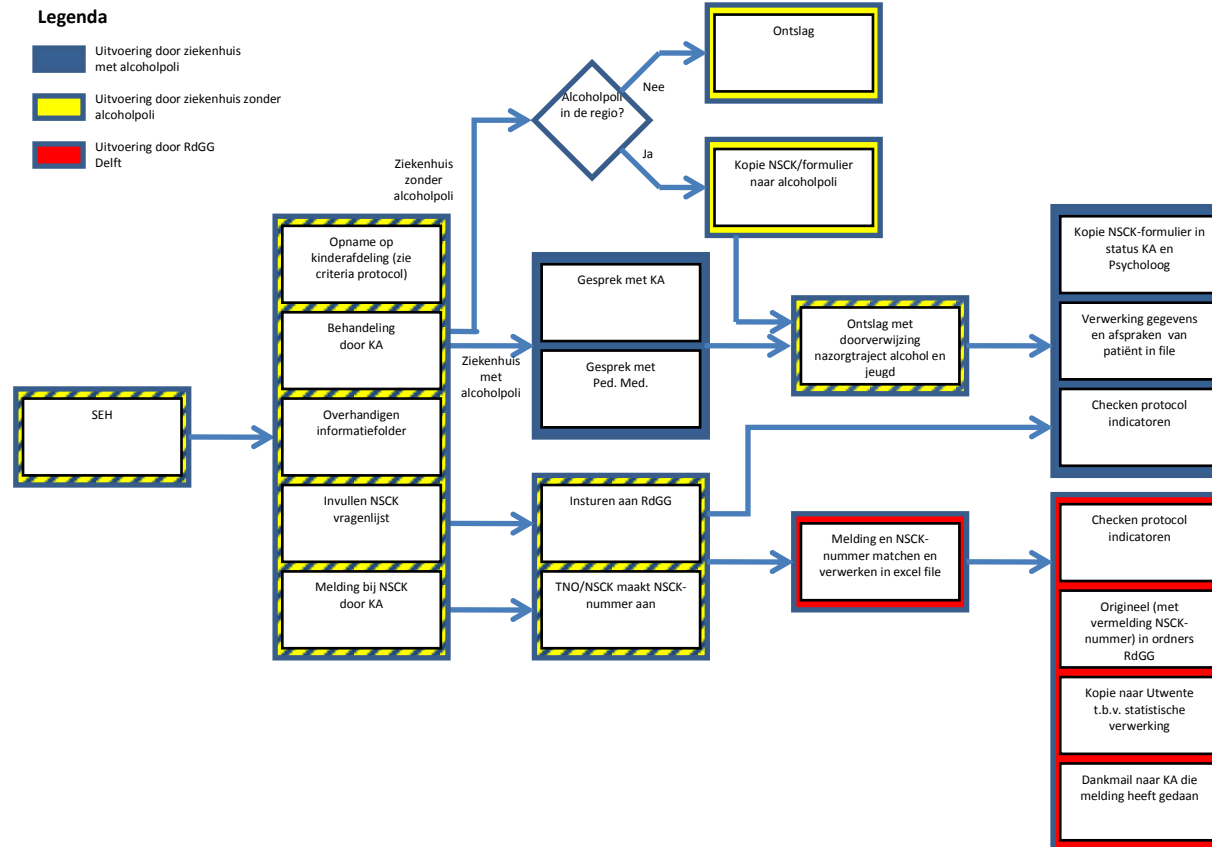 Legenda
Uitvoering door ziekenhuis
met alcoholpoli
Uitvoering door ziekenhuis zonder
alcoholpoli
Uitvoering door RdGG
Delft
Ontslag
Nee
Alcoholpoli
in de regio?
Ja
Kopie NSCK/formulier
naar alcoholpoli
Ziekenhuis
zonder
alcoholpoli
Opname op
kinderafdeling (zie
criteria protocol)
Behandeling
door KA
Ziekenhuis
met
alcoholpoli
Overhandigen
informatiefolder
Invullen NSCK
vragenlijst
Melding bij NSCK
door KA
SEH
Gesprek met KA
Gesprek met
Ped. Med.
Ontslag met
doorverwijzing
nazorgtraject alcohol en
jeugd
Insturen aan RdGG
TNO/NSCK maakt NSCK-
nummer aan
Melding en NSCK-
nummer matchen en
verwerken in excel file
Kopie NSCK-formulier in
status KA en
Psycholoog
Verwerking gegevens
en afspraken van
patiënt in file
Checken protocol
indicatoren
Checken protocol
indicatoren
Origineel (met
vermelding NSCK-
nummer) in ordners
RdGG
Kopie naar Utwente
t.b.v. statistische
verwerking
Dankmail naar KA die
melding heeft gedaan